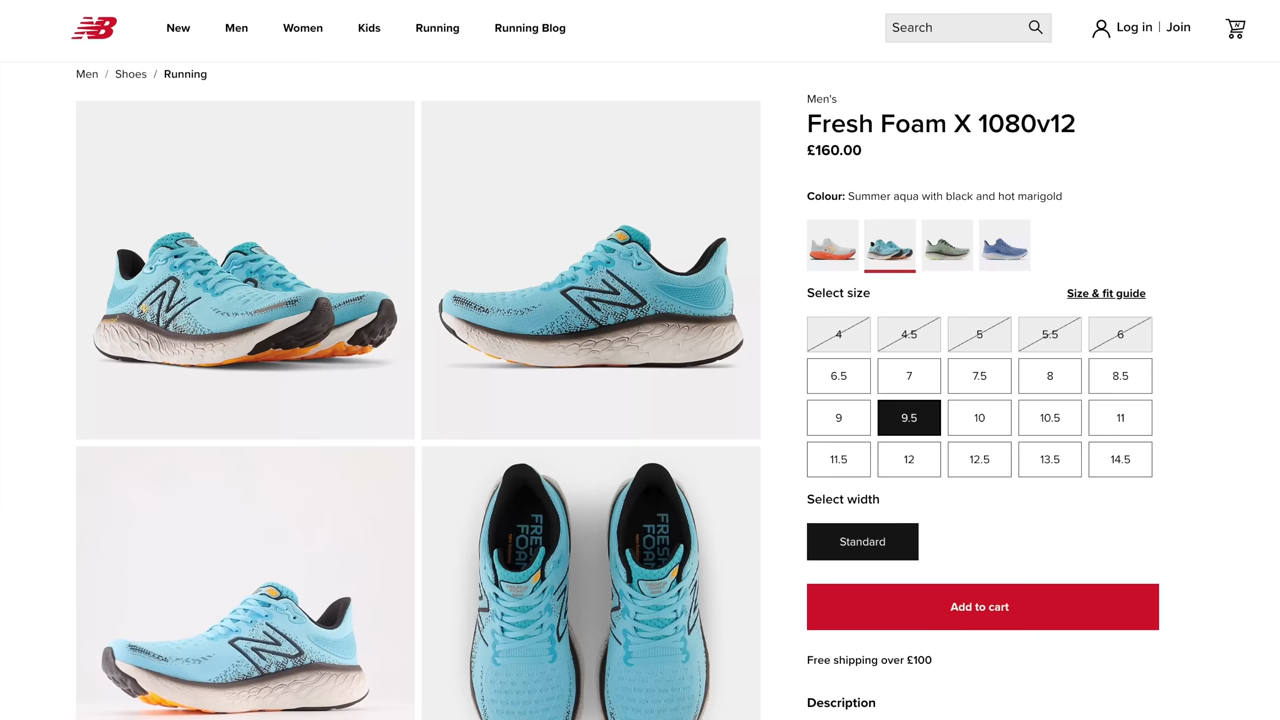 NB
New Men Women Kids Running Running Blog
Search
Log in | Join
Men / Shoes / Running
Men's
Fresh Foam X 1080v12
£160.00
Colour: Summer aqua with black and hot marigold
Select size
Size & fit guide
4 4.5 5 5.5 6
6.5 7 7.5 8 8.5
9 9.5 10 10.5 11
11.5 12 12.5 13.5 14.5
Select width
Standard
Add to cart
Free shipping over £100
Description
N
N
N
FRESH
FOAM
FRESH
FOAM